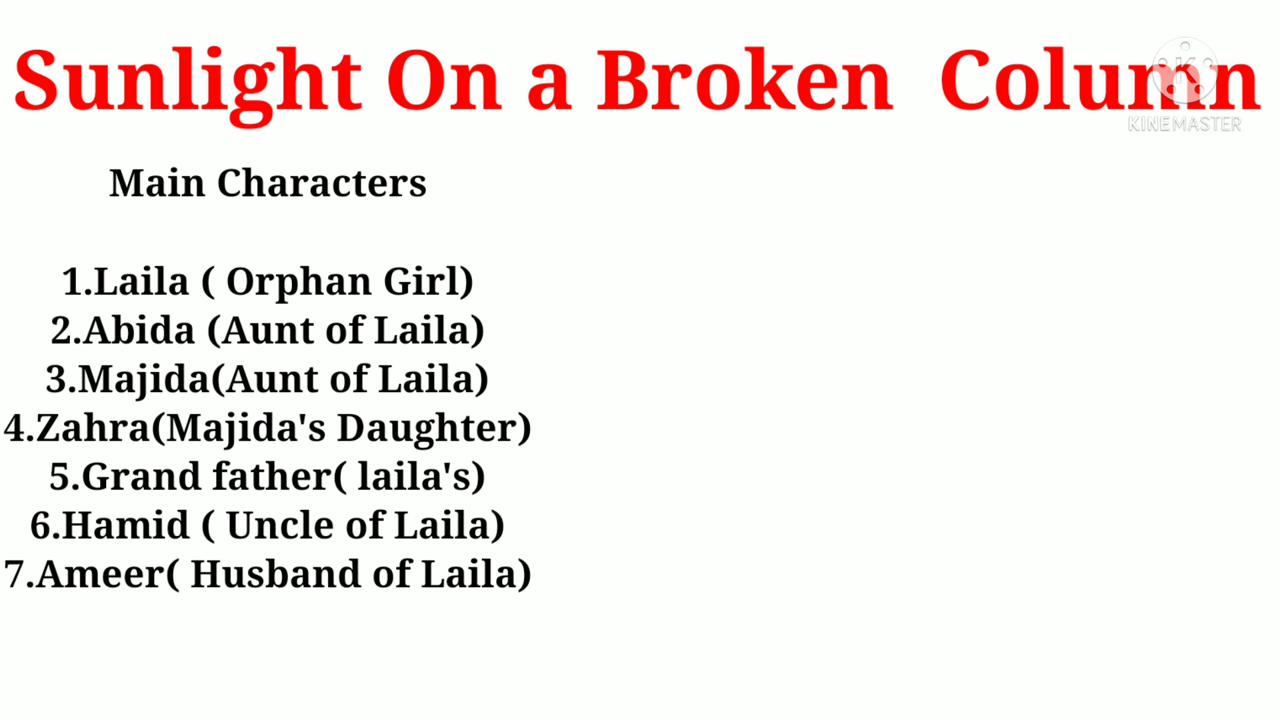 Sunlight On a Broken  Column
KINEMASTER
Main Characters
1.Laila ( Orphan Girl)
2.Abida (Aunt of Laila)
3.Majida(Aunt of Laila)
4.Zahra(Majida's Daughter)
5.Grand father( laila's)
6.Hamid ( Uncle of Laila)
7.Ameer( Husband of Laila)